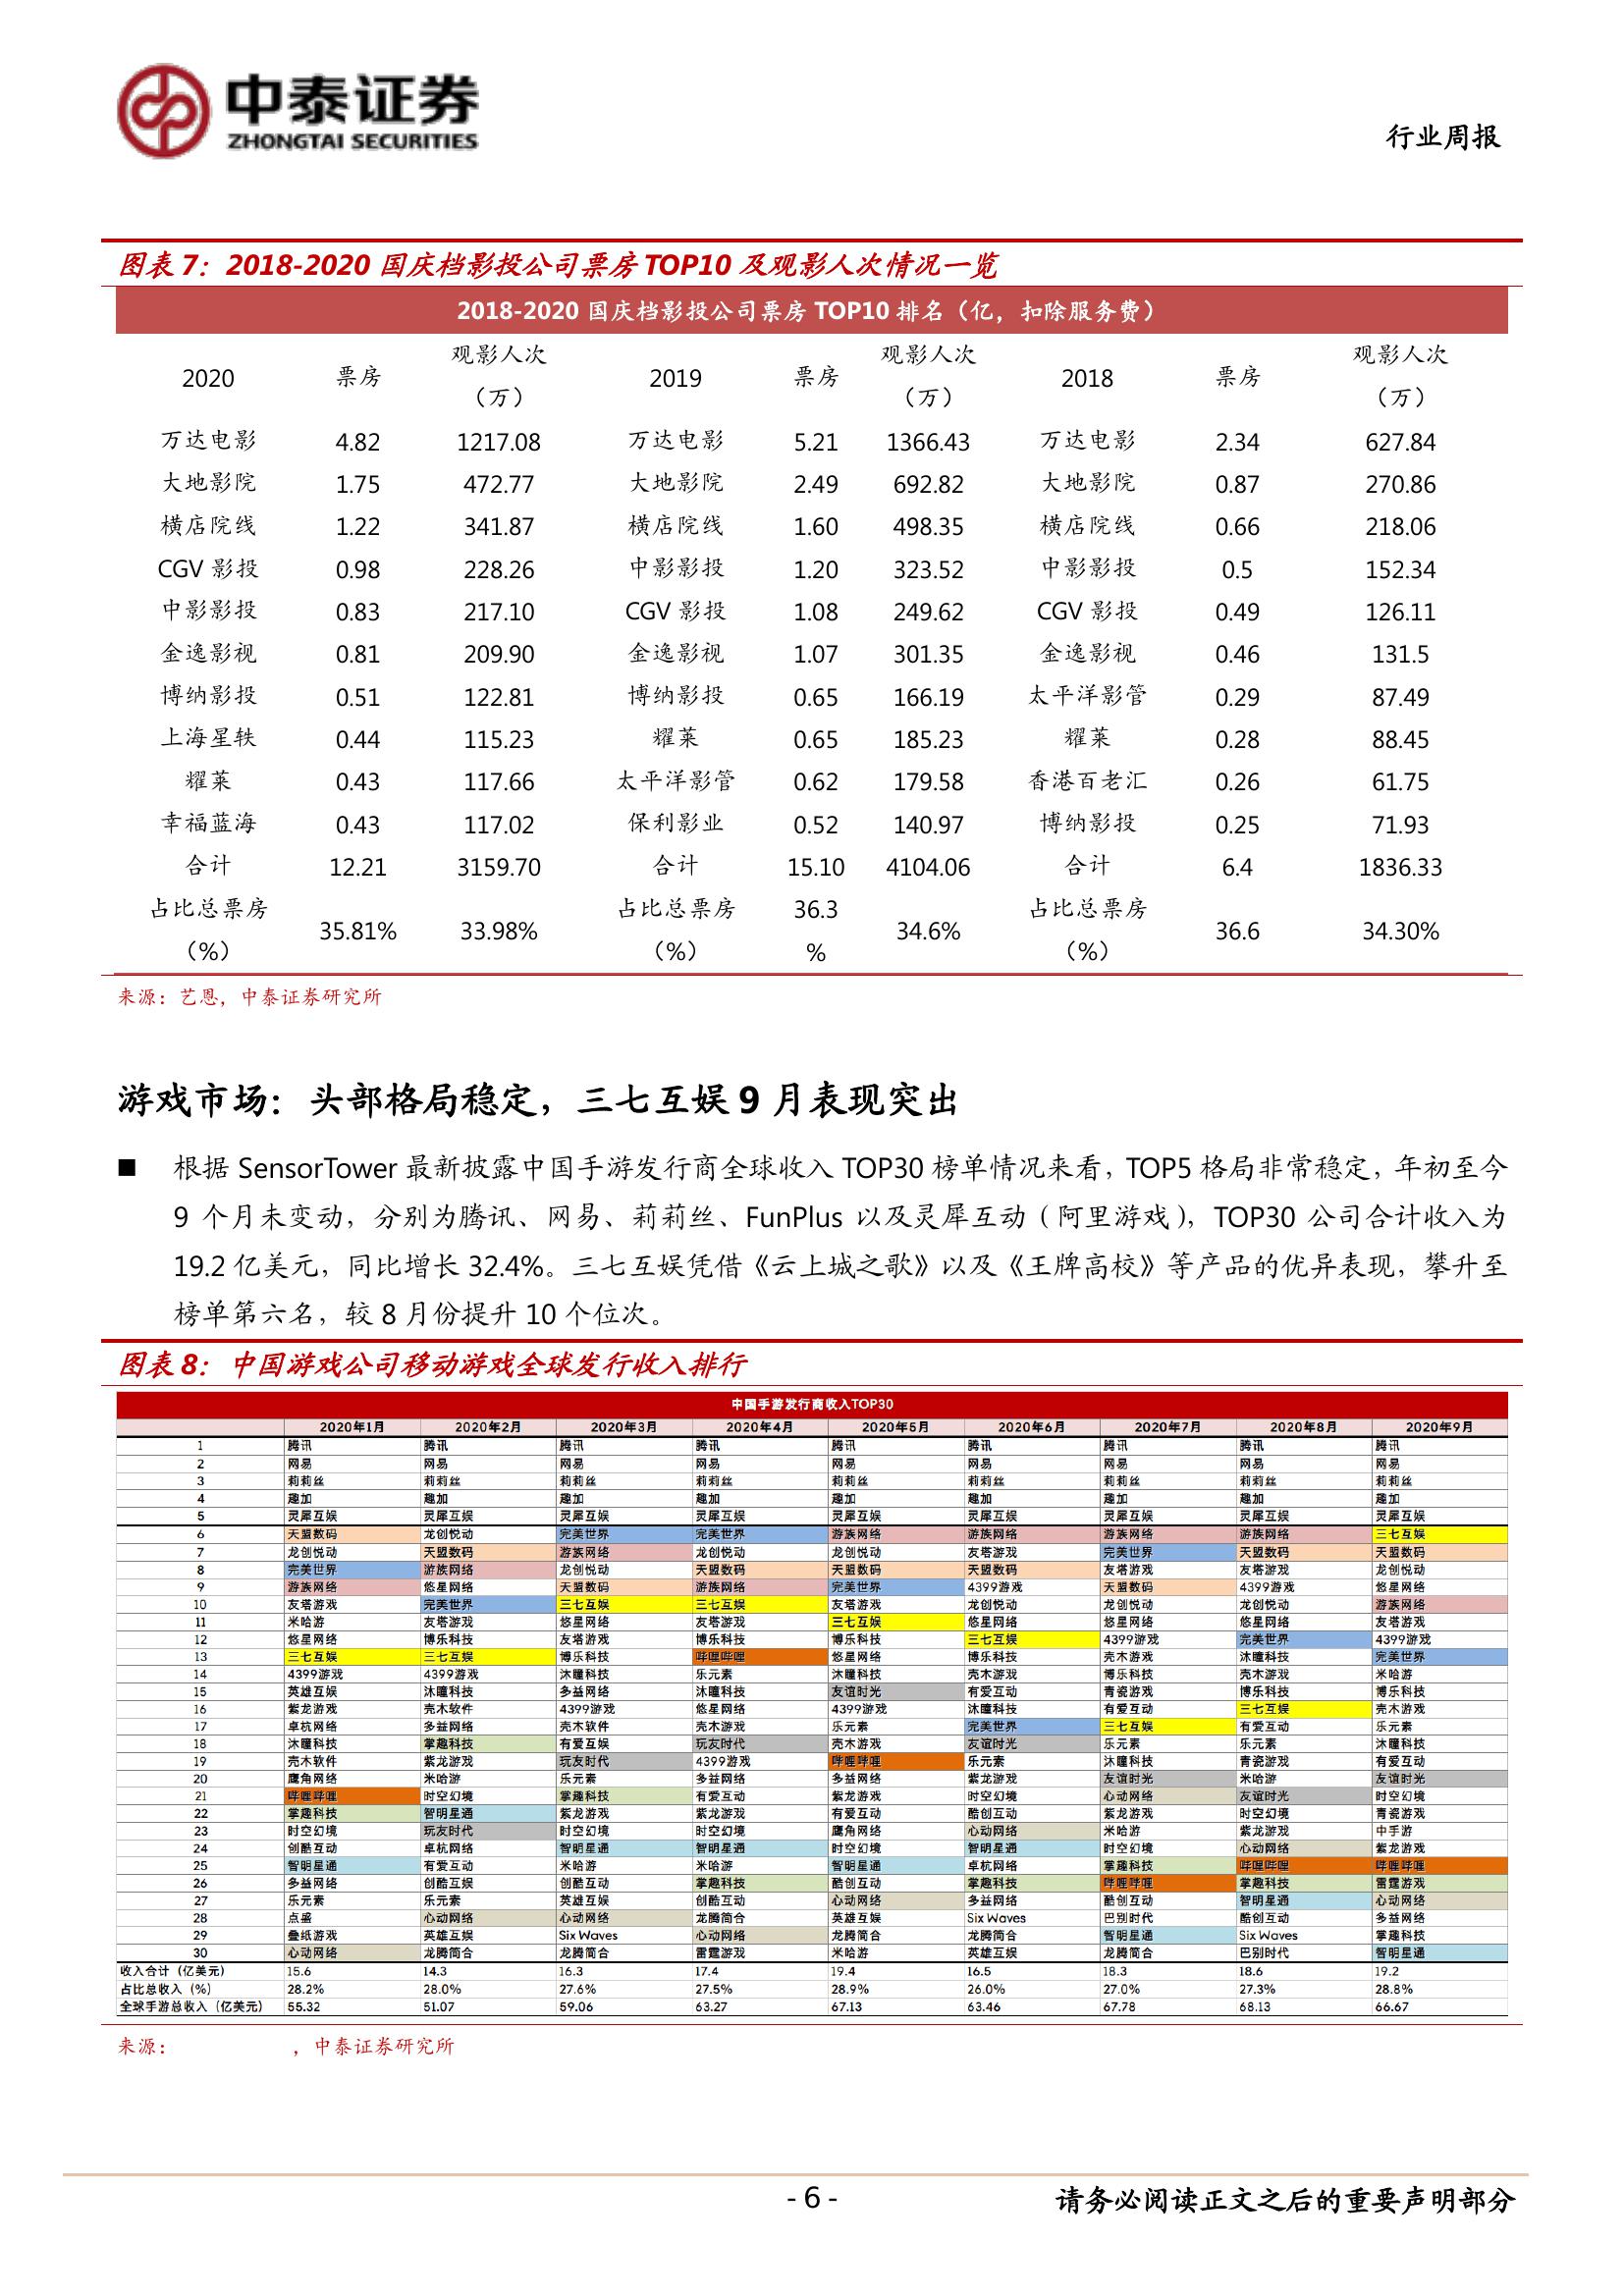 中泰证券
ZHONGTAI SECURITIES
行业周报
图表 7：2018-2020 国庆档影投公司票房 TOP10 及观影人次情况一览
2018-2020 国庆档影投公司票房 TOP10 排名（亿，扣除服务费）
2020 票房 观影人次（万） 2019 票房 观影人次（万） 2018 票房 观影人次（万）
万达电影 4.82 1217.08 万达电影 5.21 1366.43 万达电影 2.34 627.84
大地影院 1.75 472.77 大地影院 2.49 692.82 大地影院 0.87 270.86
横店院线 1.22 341.87 横店院线 1.60 498.35 横店院线 0.66 218.06
CGV 影投 0.98 228.26 中影影投 1.20 323.52 中影影投 0.5 152.34
中影影投 0.83 217.10 CGV 影投 1.08 249.62 CGV 影投 0.49 126.11
金逸影视 0.81 209.90 金逸影视 1.07 301.35 金逸影视 0.46 131.5
博纳影投 0.51 122.81 博纳影投 0.65 166.19 太平洋影管 0.29 87.49
上海星轶 0.44 115.23 耀莱 0.65 185.23 耀莱 0.28 88.45
耀莱 0.43 117.66 太平洋影管 0.62 179.58 香港百老汇 0.26 61.75
幸福蓝海 0.43 117.02 保利影业 0.52 140.97 博纳影投 0.25 71.93
合计 12.21 3159.70 合计 15.10 4104.06 合计 6.4 1836.33
占比总票房（%） 35.81% 33.98% 占比总票房（%） 36.3% 34.6% 占比总票房（%） 36.6 34.30%
来源：艺恩，中泰证券研究所
游戏市场：头部格局稳定，三七互娱 9 月表现突出
■ 根据 SensorTower 最新披露中国手游发行商全球收入 TOP30 榜单情况来看，TOP5 格局非常稳定，年初至今
9 个月未变动，分别为腾讯、网易、莉莉丝、FunPlus 以及灵犀互动（阿里游戏），TOP30 公司合计收入为
19.2 亿美元，同比增长 32.4%。三七互娱凭借《云上城之歌》以及《王牌高校》等产品的优异表现，攀升至
榜单第六名，较 8 月份提升 10 个位次。
图表 8：中国游戏公司移动游戏全球发行收入排行
中国手游发行商收入TOP30
2020年1月 2020年2月 2020年3月 2020年4月 2020年5月 2020年6月 2020年7月 2020年8月 2020年9月
1 腾讯 腾讯 腾讯 腾讯 腾讯 腾讯 腾讯 腾讯 腾讯
2 网易 网易 网易 网易 网易 网易 网易 网易 网易
3 莉莉丝 莉莉丝 莉莉丝 莉莉丝 莉莉丝 莉莉丝 莉莉丝 莉莉丝 莉莉丝
4 趣加 趣加 趣加 趣加 趣加 趣加 趣加 趣加 趣加
5 灵犀互娱 灵犀互娱 灵犀互娱 灵犀互娱 灵犀互娱 灵犀互娱 灵犀互娱 灵犀互娱 灵犀互娱
6 天盟数码 龙创悦动 完美世界 完美世界 游族网络 游族网络 游族网络 游族网络 三七互娱
7 龙创悦动 天盟数码 游族网络 龙创悦动 龙创悦动 友塔游戏 完美世界 天盟数码 天盟数码
8 完美世界 游族网络 龙创悦动 天盟数码 天盟数码 天盟数码 友塔游戏 友塔游戏 龙创悦动
9 游族网络 悠星网络 天盟数码 游族网络 完美世界 4399游戏 天盟数码 4399游戏 悠星网络
10 友塔游戏 完美世界 三七互娱 三七互娱 友塔游戏 龙创悦动 龙创悦动 龙创悦动 游族网络
11 米哈游 友塔游戏 悠星网络 友塔游戏 三七互娱 悠星网络 悠星网络 悠星网络 友塔游戏
12 悠星网络 博乐科技 友塔游戏 博乐科技 博乐科技 三七互娱 4399游戏 完美世界 4399游戏
13 三七互娱 三七互娱 博乐科技 哔哩哔哩 悠星网络 博乐科技 壳木游戏 沐瞳科技 完美世界
14 4399游戏 4399游戏 沐瞳科技 乐元素 沐瞳科技 壳木游戏 博乐科技 壳木游戏 米哈游
15 英雄互娱 沐瞳科技 多益网络 沐瞳科技 友谊时光 有爱互动 青瓷游戏 博乐科技 博乐科技
16 紫龙游戏 壳木软件 4399游戏 悠星网络 4399游戏 沐瞳科技 有爱互动 三七互娱 壳木游戏
17 卓杭网络 多益网络 壳木软件 壳木游戏 乐元素 完美世界 三七互娱 有爱互动 乐元素
18 沐瞳科技 掌趣科技 有爱互娱 玩友时代 壳木游戏 友谊时光 乐元素 乐元素 沐瞳科技
19 壳木软件 紫龙游戏 玩友时代 4399游戏 哔哩哔哩 乐元素 沐瞳科技 青瓷游戏 有爱互动
20 鹰角网络 米哈游 乐元素 多益网络 多益网络 紫龙游戏 友谊时光 米哈游 友谊时光
21 哔哩哔哩 时空幻境 掌趣科技 有爱互动 紫龙游戏 时空幻境 心动网络 友谊时光 时空幻境
22 掌趣科技 智明星通 紫龙游戏 紫龙游戏 有爱互动 酷创互动 紫龙游戏 时空幻境 青瓷游戏
23 时空幻境 玩友时代 时空幻境 时空幻境 鹰角网络 心动网络 米哈游 紫龙游戏 中手游
24 创酷互动 卓杭网络 智明星通 智明星通 时空幻境 智明星通 时空幻境 心动网络 紫龙游戏
25 智明星通 有爱互动 米哈游 米哈游 智明星通 卓杭网络 掌趣科技 哔哩哔哩 哔哩哔哩
26 多益网络 创酷互娱 创酷互动 掌趣科技 酷创互动 掌趣科技 哔哩哔哩 掌趣科技 雷霆游戏
27 乐元素 乐元素 英雄互娱 创酷互动 心动网络 多益网络 酷创互动 智明星通 心动网络
28 点盛 心动网络 心动网络 龙腾简合 英雄互娱 Six Waves 巴别时代 酷创互动 多益网络
29 叠纸游戏 英雄互娱 Six Waves 心动网络 龙腾简合 龙腾简合 智明星通 Six Waves 掌趣科技
30 心动网络 龙腾简合 龙腾简合 雷霆游戏 米哈游 英雄互娱 龙腾简合 巴别时代 智明星通
收入合计（亿美元） 15.6 14.3 16.3 17.4 19.4 16.5 18.3 18.6 19.2
占比总收入（%） 28.2% 28.0% 27.6% 27.5% 28.9% 26.0% 27.0% 27.3% 28.8%
全球手游总收入（亿美元） 55.32 51.07 59.06 63.27 67.13 63.46 67.78 68.13 66.67
来源： ，中泰证券研究所
- 6 -
请务必阅读正文之后的重要声明部分